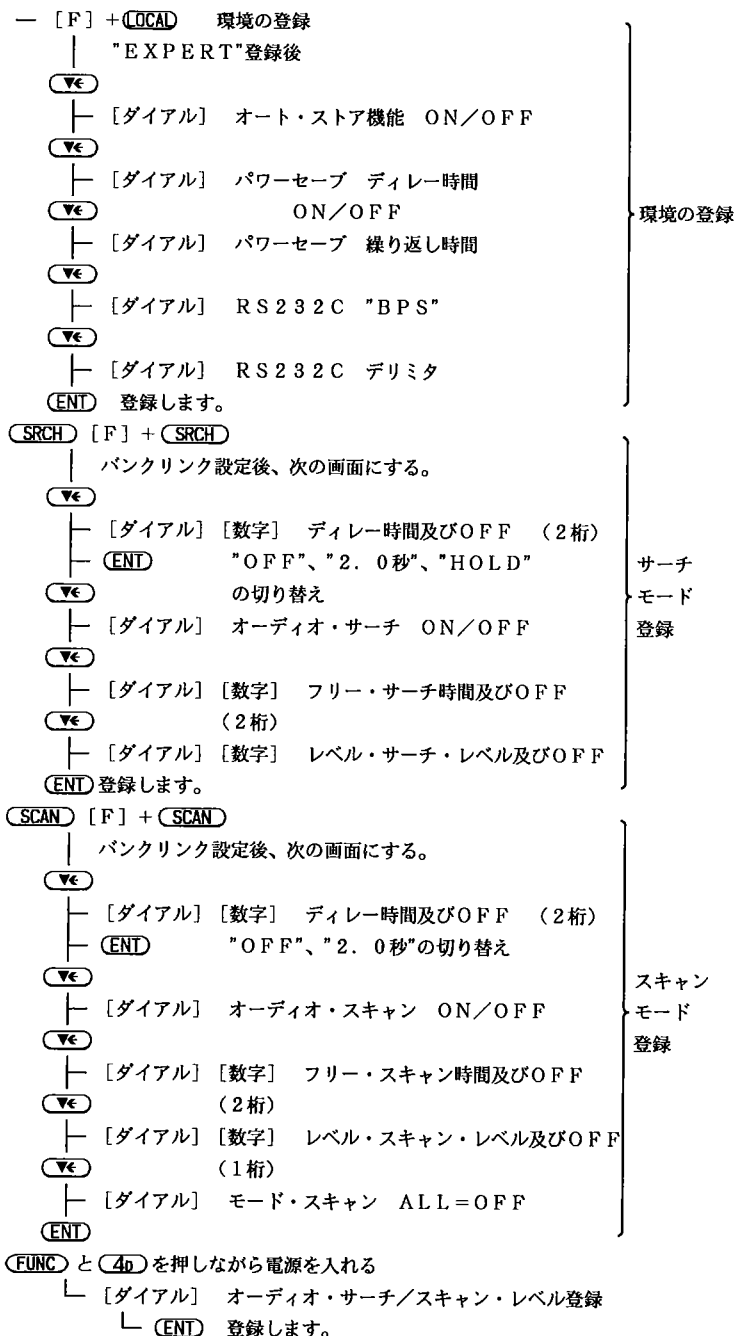 [F]+LOCAL 環境の登録
"EXPERT"登録後
▼←
[ダイアル] オート・ストア機能 ON/OFF
▼←
[ダイアル] パワーセーブ ディレー時間
▼← ON/OFF
[ダイアル] パワーセーブ 繰り返し時間
▼←
[ダイアル] RS232C "BPS"
▼←
[ダイアル] RS232C デリミタ
ENT 登録します。
環境の登録
SRCH [F]+SRCH
バンクリンク設定後、次の画面にする。
▼←
[ダイアル] [数字] ディレー時間及びOFF (2桁)
ENT "OFF"、"2.0秒"、"HOLD"
▼← の切り替え
[ダイアル] オーディオ・サーチ ON/OFF
▼←
[ダイアル] [数字] フリー・サーチ時間及びOFF
▼← (2桁)
[ダイアル] [数字] レベル・サーチ・レベル及びOFF
ENT 登録します。
サーチ
モード
登録
SCAN [F]+SCAN
バンクリンク設定後、次の画面にする。
▼←
[ダイアル] [数字] ディレー時間及びOFF (2桁)
ENT "OFF"、"2.0秒"の切り替え
▼←
[ダイアル] オーディオ・スキャン ON/OFF
▼←
[ダイアル] [数字] フリー・スキャン時間及びOFF
▼← (2桁)
[ダイアル] [数字] レベル・スキャン・レベル及びOFF
▼← (1桁)
[ダイアル] モード・スキャン ALL=OFF
ENT
スキャン
モード
登録
FUNC と 4p を押しながら電源を入れる
[ダイアル] オーディオ・サーチ/スキャン・レベル登録
ENT 登録します。